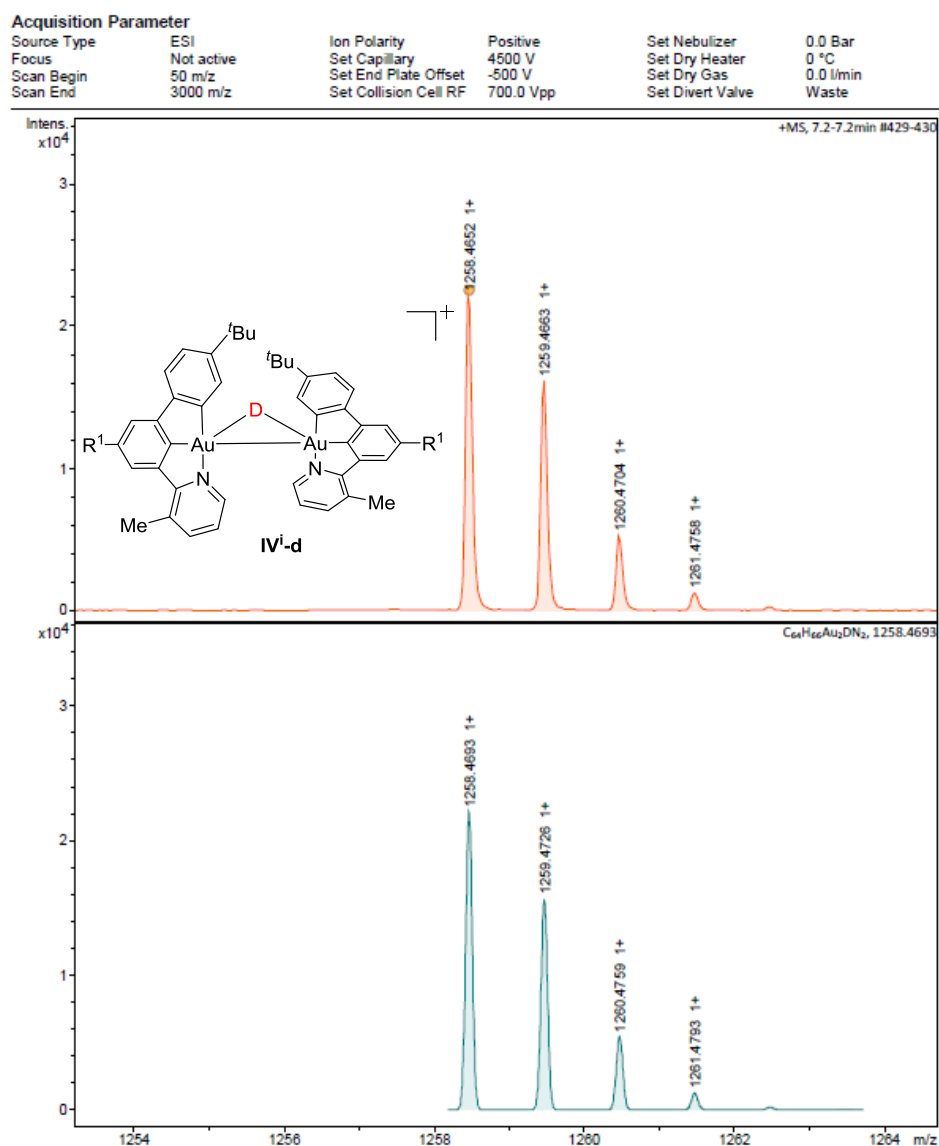 Acquisition Parameter
Source Type ESI Ion Polarity Positive Set Nebulizer 0.0 Bar
Focus Not active Set Capillary 4500 V Set Dry Heater 0 °C
Scan Begin 50 m/z Set End Plate Offset -500 V Set Dry Gas 0.0 l/min
Scan End 3000 m/z Set Collision Cell RF 700.0 Vpp Set Divert Valve Waste
Intens.
x10⁴
+MS, 7.2-7.2min #429-430
3
2
1
0
1258.4652 1+
1259.4663 1+
1260.4704 1+
1261.4758 1+
ᵗBu
ᵗBu
D
+
R¹ Au Au R¹
N N
Me Me
IVⁱ-d
x10⁴
C₆₄H₆₆Au₂DN₂, 1258.4693
3
2
1
0
1258.4693 1+
1259.4726 1+
1260.4759 1+
1261.4793 1+
1254 1256 1258 1260 1262 1264 m/z